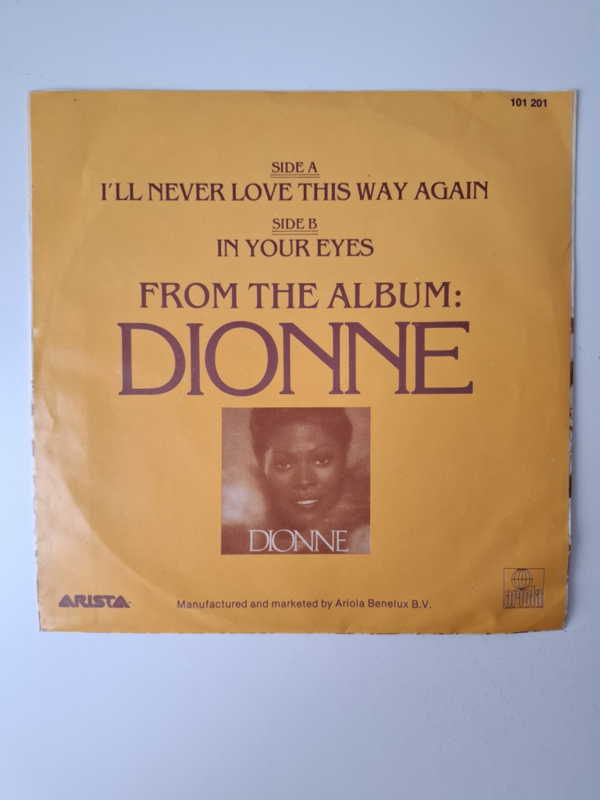 101 201
SIDE A
I'LL NEVER LOVE THIS WAY AGAIN
SIDE B
IN YOUR EYES
FROM THE ALBUM:
DIONNE
DIONNE
ARISTA
Manufactured and marketed by Ariola Benelux B.V.
ariola